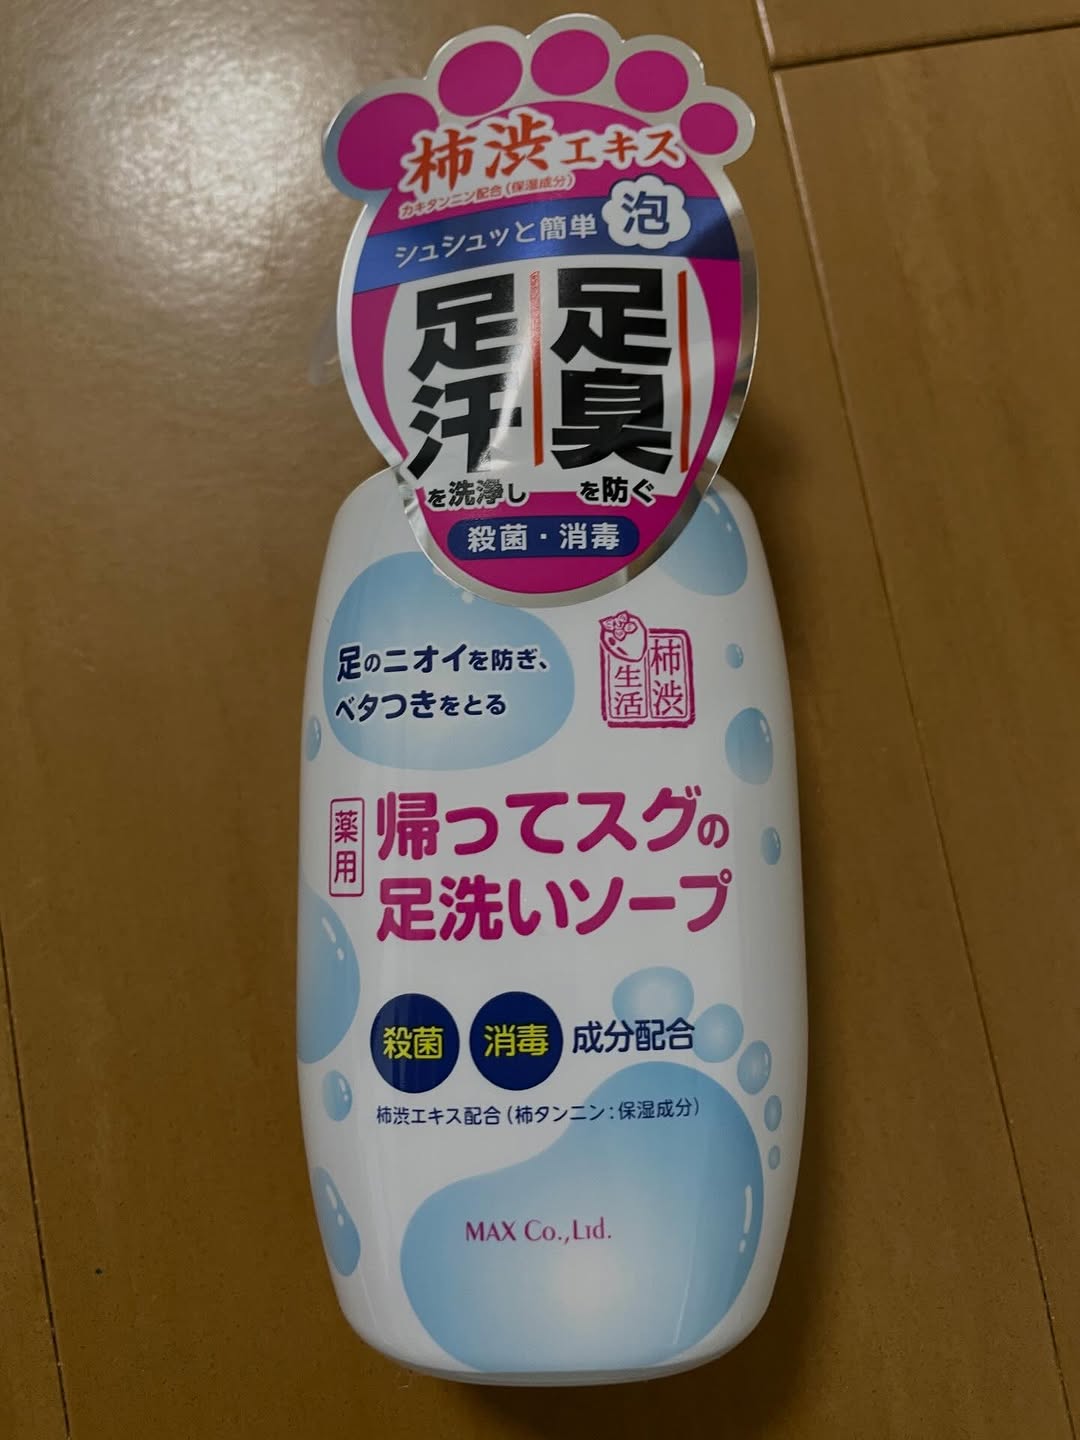 柿渋エキス
カキタンニン配合(保湿成分)
シュシュッと簡単 泡
足臭
を防ぐ
足汗
を洗浄し
殺菌・消毒
足のニオイを防ぎ、
ベタつきをとる
柿渋
生活
薬用
帰ってスグの
足洗いソープ
殺菌 消毒 成分配合
柿渋エキス配合(柿タンニン:保湿成分)
MAX Co.,Ltd.